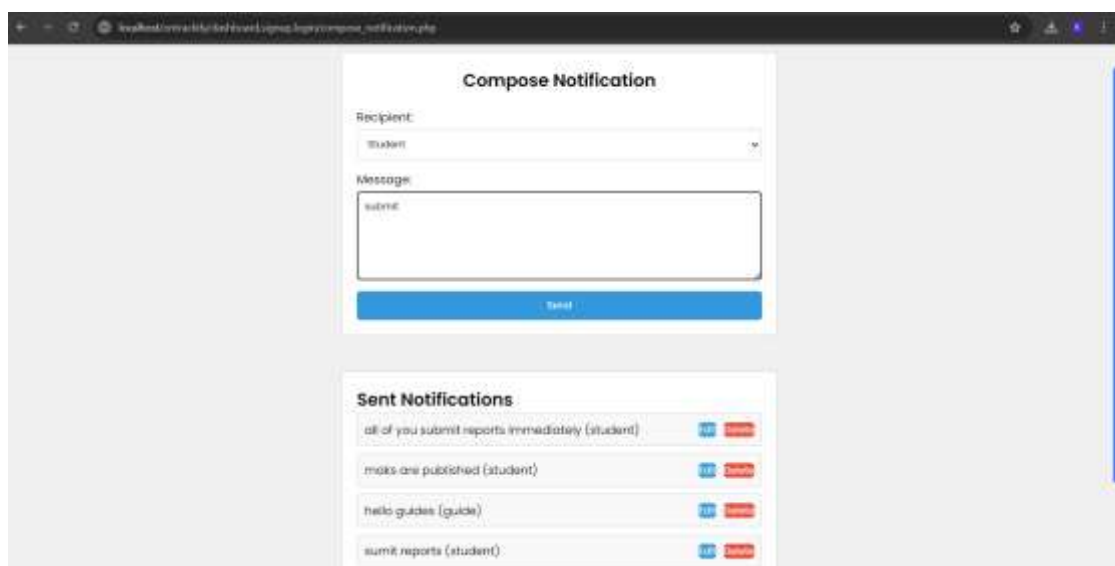 Compose Notification
Recipient:
Student
Message:
submit
Send
Sent Notifications
all of you submit reports immediately (student)
Edit Delete
maks are published (student)
Edit Delete
hello guides (guide)
Edit Delete
sumit reports (student)
Edit Delete